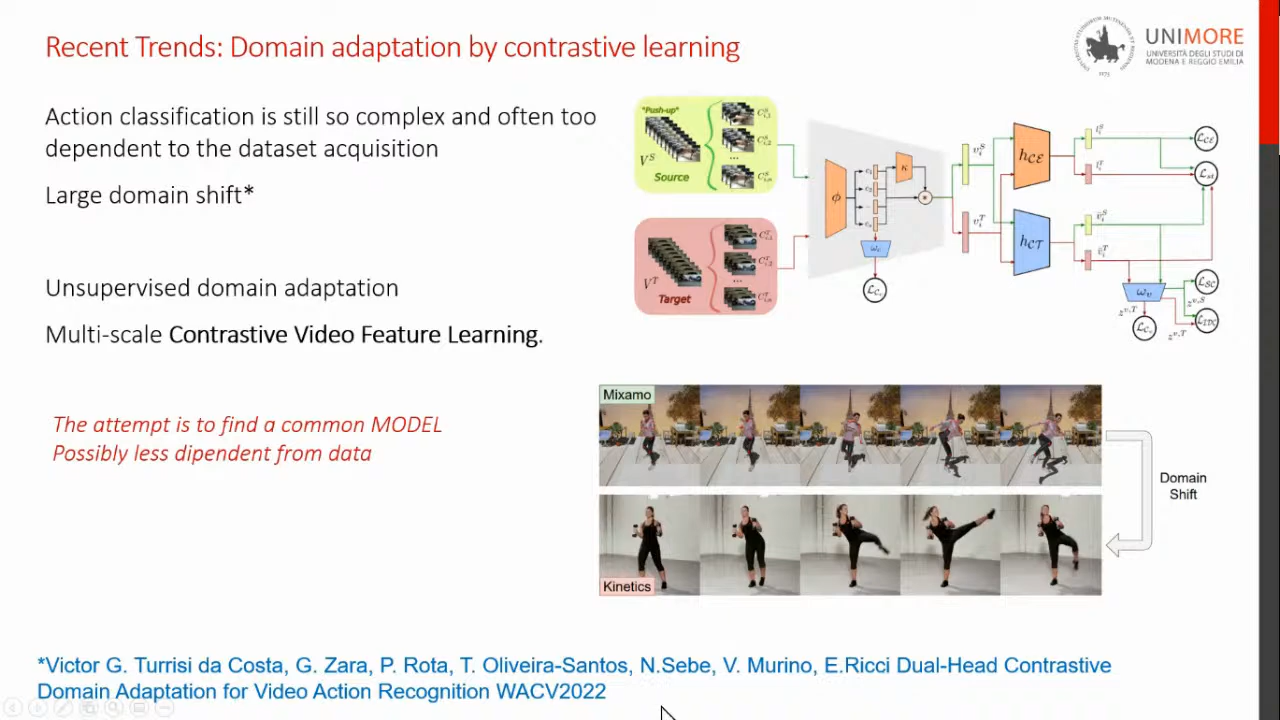 Recent Trends: Domain adaptation by contrastive learning
UNIMORE
UNIVERSITÀ DEGLI STUDI DI
MODENA E REGGIO EMILIA
1175
Action classification is still so complex and often too
dependent to the dataset acquisition
Large domain shift*
Unsupervised domain adaptation
Multi-scale Contrastive Video Feature Learning.
The attempt is to find a common MODEL
Possibly less dipendent from data
"Push-up"
V^S
...
Source
V^T
...
Target
ϕ
κ
h_CE
h_CT
Mixamo
Kinetics
Domain
Shift
*Victor G. Turrisi da Costa, G. Zara, P. Rota, T. Oliveira-Santos, N.Sebe, V. Murino, E.Ricci Dual-Head Contrastive
Domain Adaptation for Video Action Recognition WACV2022